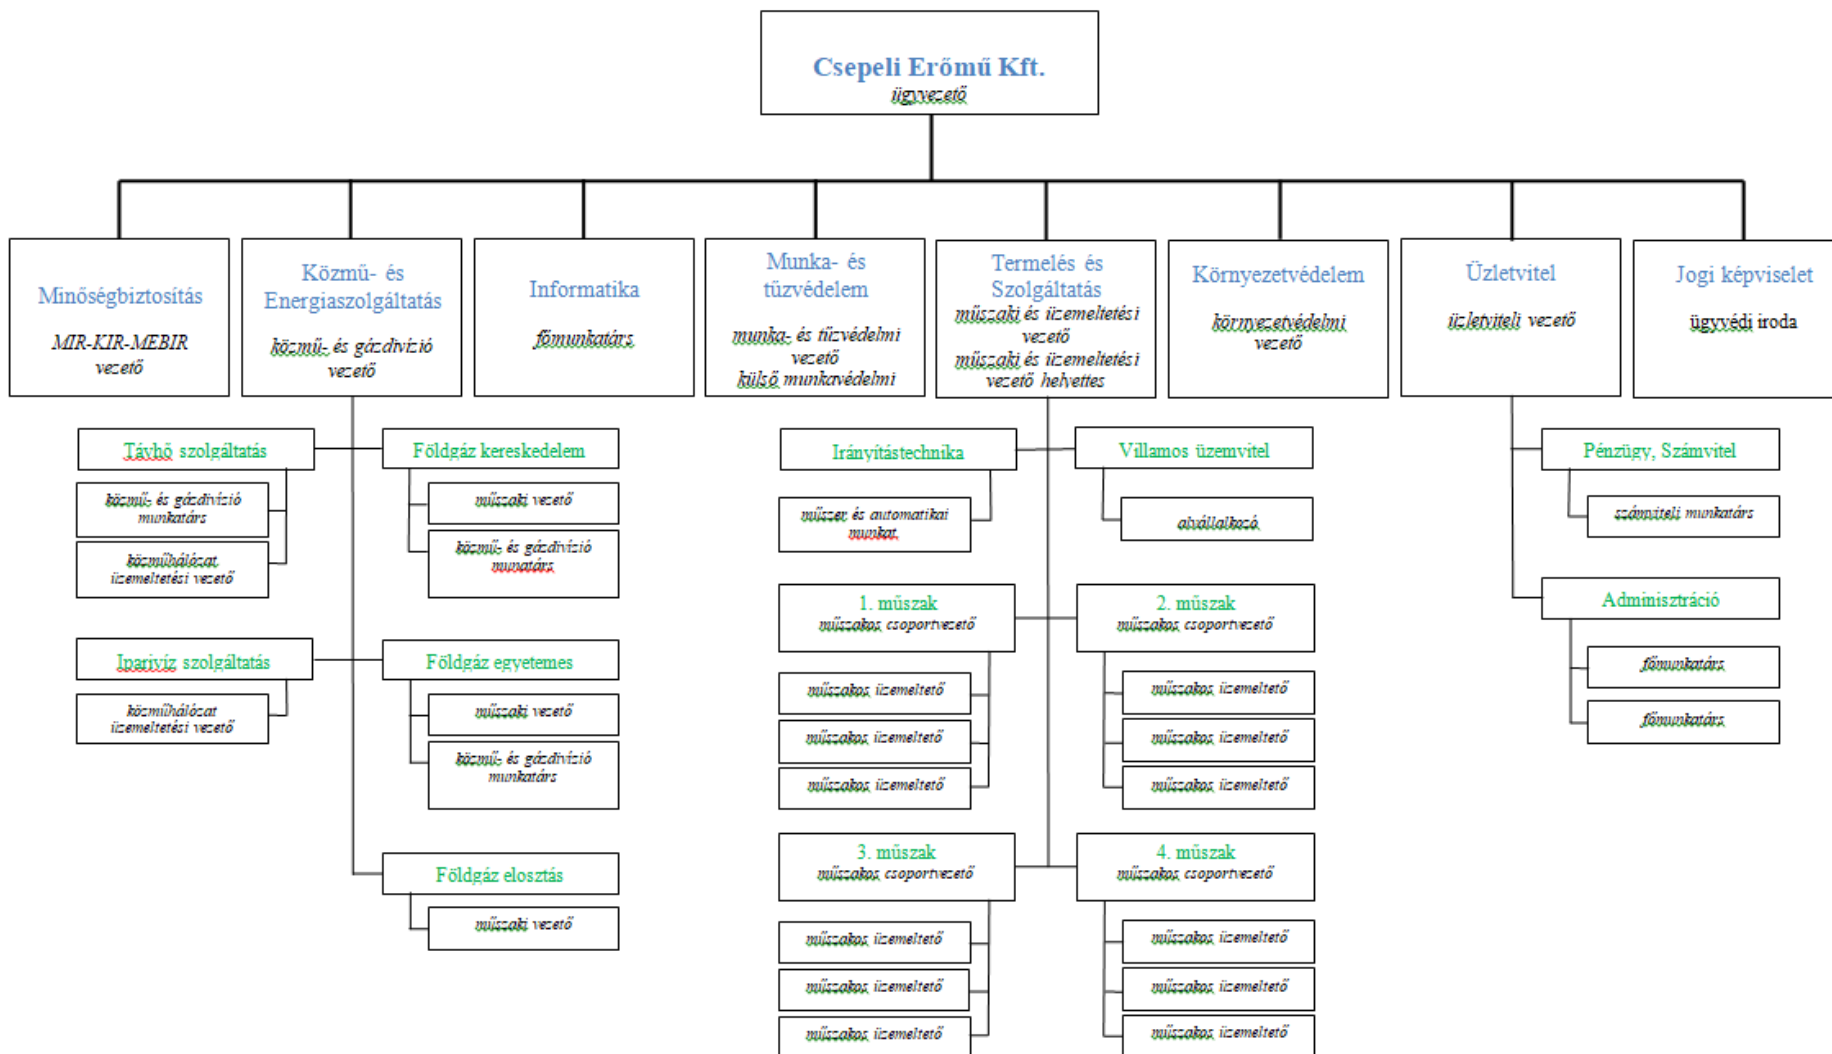 Csepeli Erőmű Kft.
ügyvezető
Minőségbiztosítás
MIR-KIR-MEBIR
vezető
Közmű- és
Energiaszolgáltatás
közmű- és gázdivízió
vezető
Informatika
főmunkatárs
Munka- és
tűzvédelem
munka- és tűzvédelmi
vezető
külső munkavédelmi
Termelés és
Szolgáltatás
műszaki és üzemeltetési
vezető
műszaki és üzemeltetési
vezető helyettes
Környezetvédelem
környezetvédelmi
vezető
Üzletvitel
üzletviteli vezető
Jogi képviselet
ügyvédi iroda
Távhő szolgáltatás
közmű- és gázdivízió
munkatárs
közműhálózat
üzemeltetési vezető
Földgáz kereskedelem
műszaki vezető
közmű- és gázdivízió
munatárs
Iparivíz szolgáltatás
közműhálózat
üzemeltetési vezető
Földgáz egyetemes
műszaki vezető
közmű- és gázdivízió
munkatárs
Földgáz elosztás
műszaki vezető
Irányítástechnika
műszer és automatikai
munkat.
Villamos üzemvitel
alvállalkozó
1. műszak
műszakos csoportvezető
műszakos üzemeltető
műszakos üzemeltető
műszakos üzemeltető
2. műszak
műszakos csoportvezető
műszakos üzemeltető
műszakos üzemeltető
műszakos üzemeltető
3. műszak
műszakos csoportvezető
műszakos üzemeltető
műszakos üzemeltető
műszakos üzemeltető
4. műszak
műszakos csoportvezető
műszakos üzemeltető
műszakos üzemeltető
műszakos üzemeltető
Pénzügy, Számvitel
számviteli munkatárs
Adminisztráció
főmunkatárs
főmunkatárs